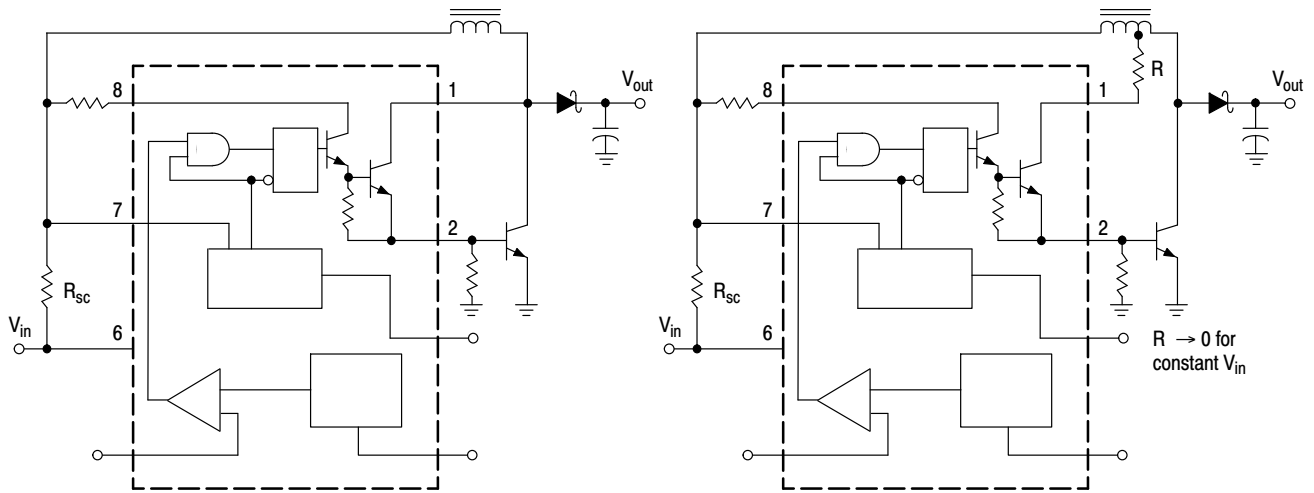 8
1
V_out
7
2
R_sc
V_in
6
R
8
1
V_out
7
2
R_sc
V_in
6
R → 0 for
constant V_in